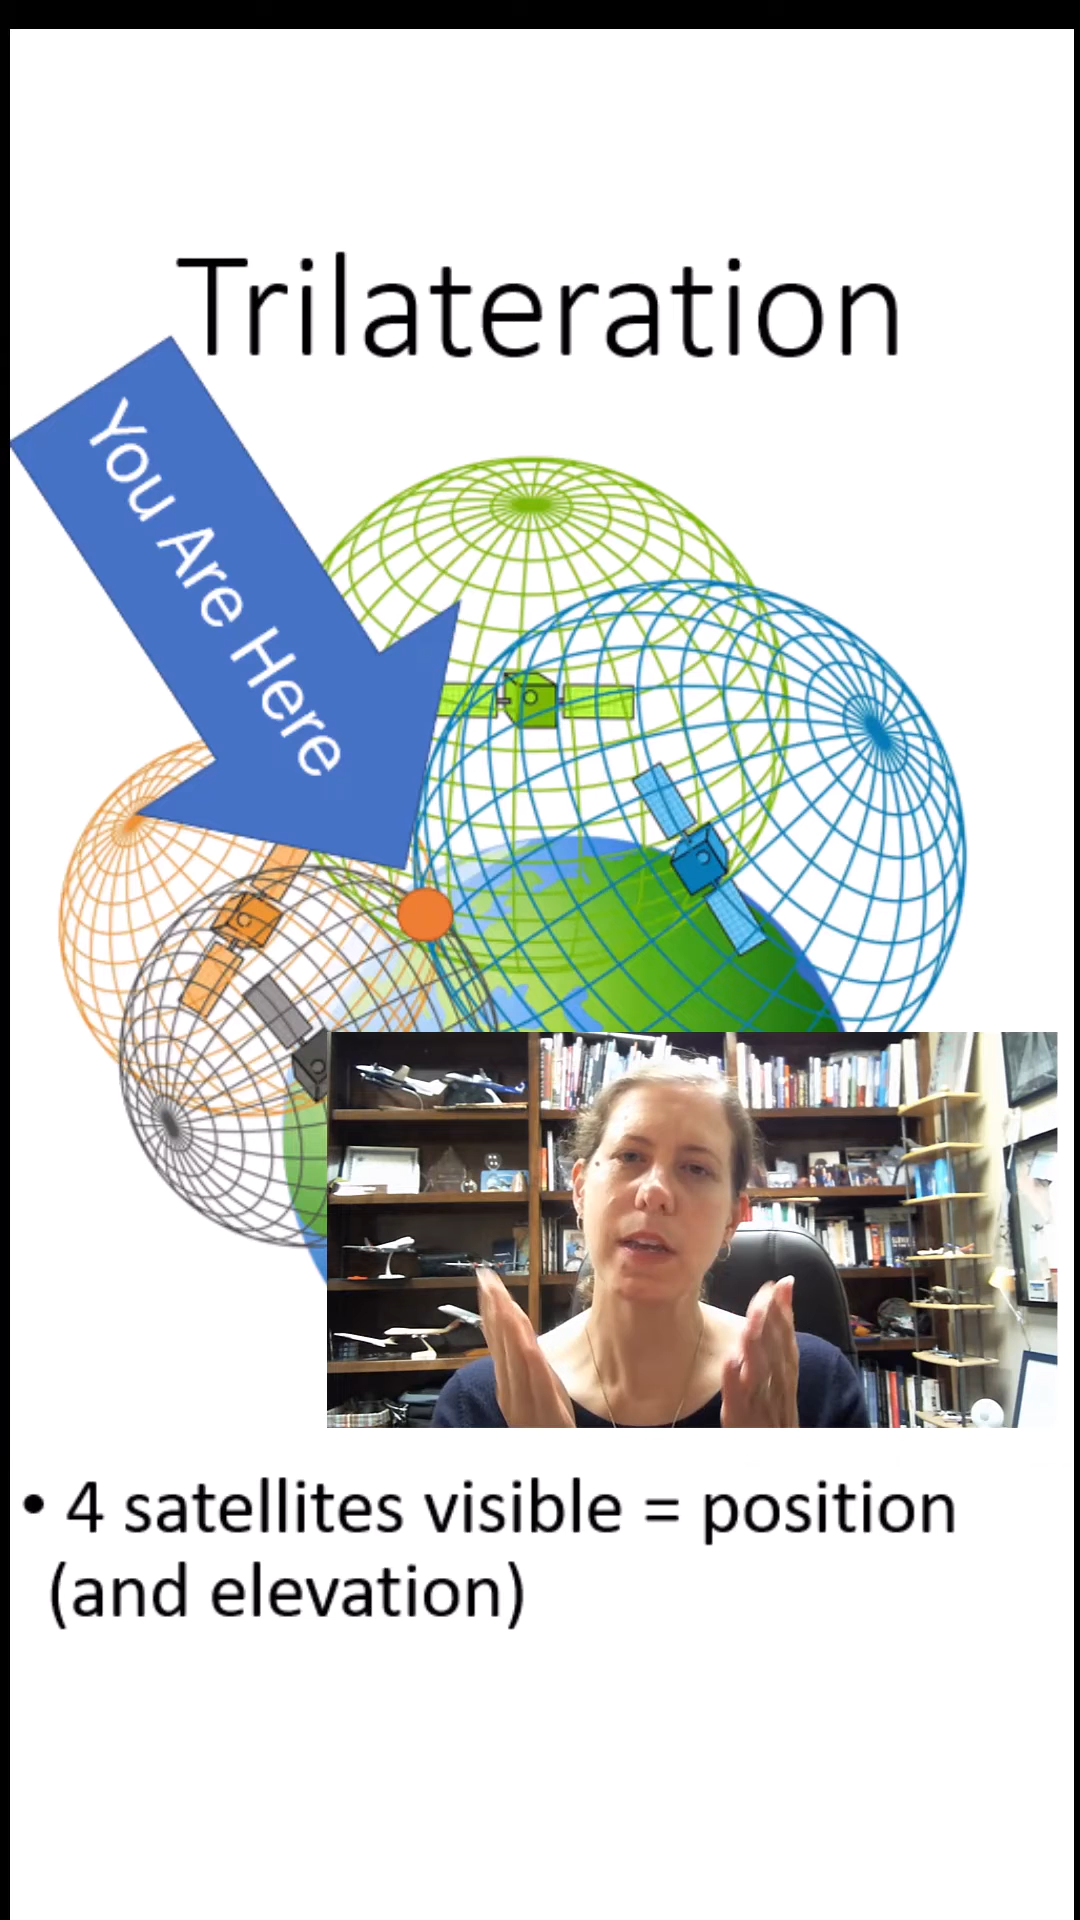 Trilateration
You Are Here
• 4 satellites visible = position
(and elevation)